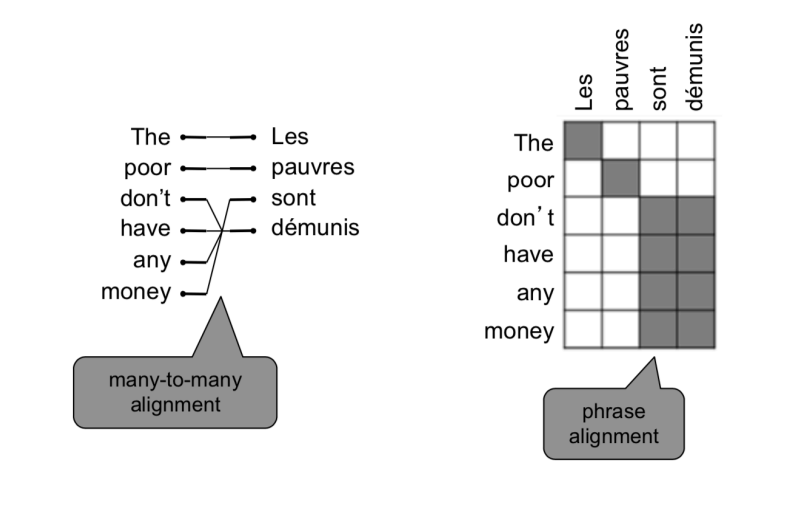 The
poor
don't
have
any
money
Les
pauvres
sont
démunis
many-to-many
alignment
Les
pauvres
sont
démunis
The
poor
don't
have
any
money
phrase
alignment